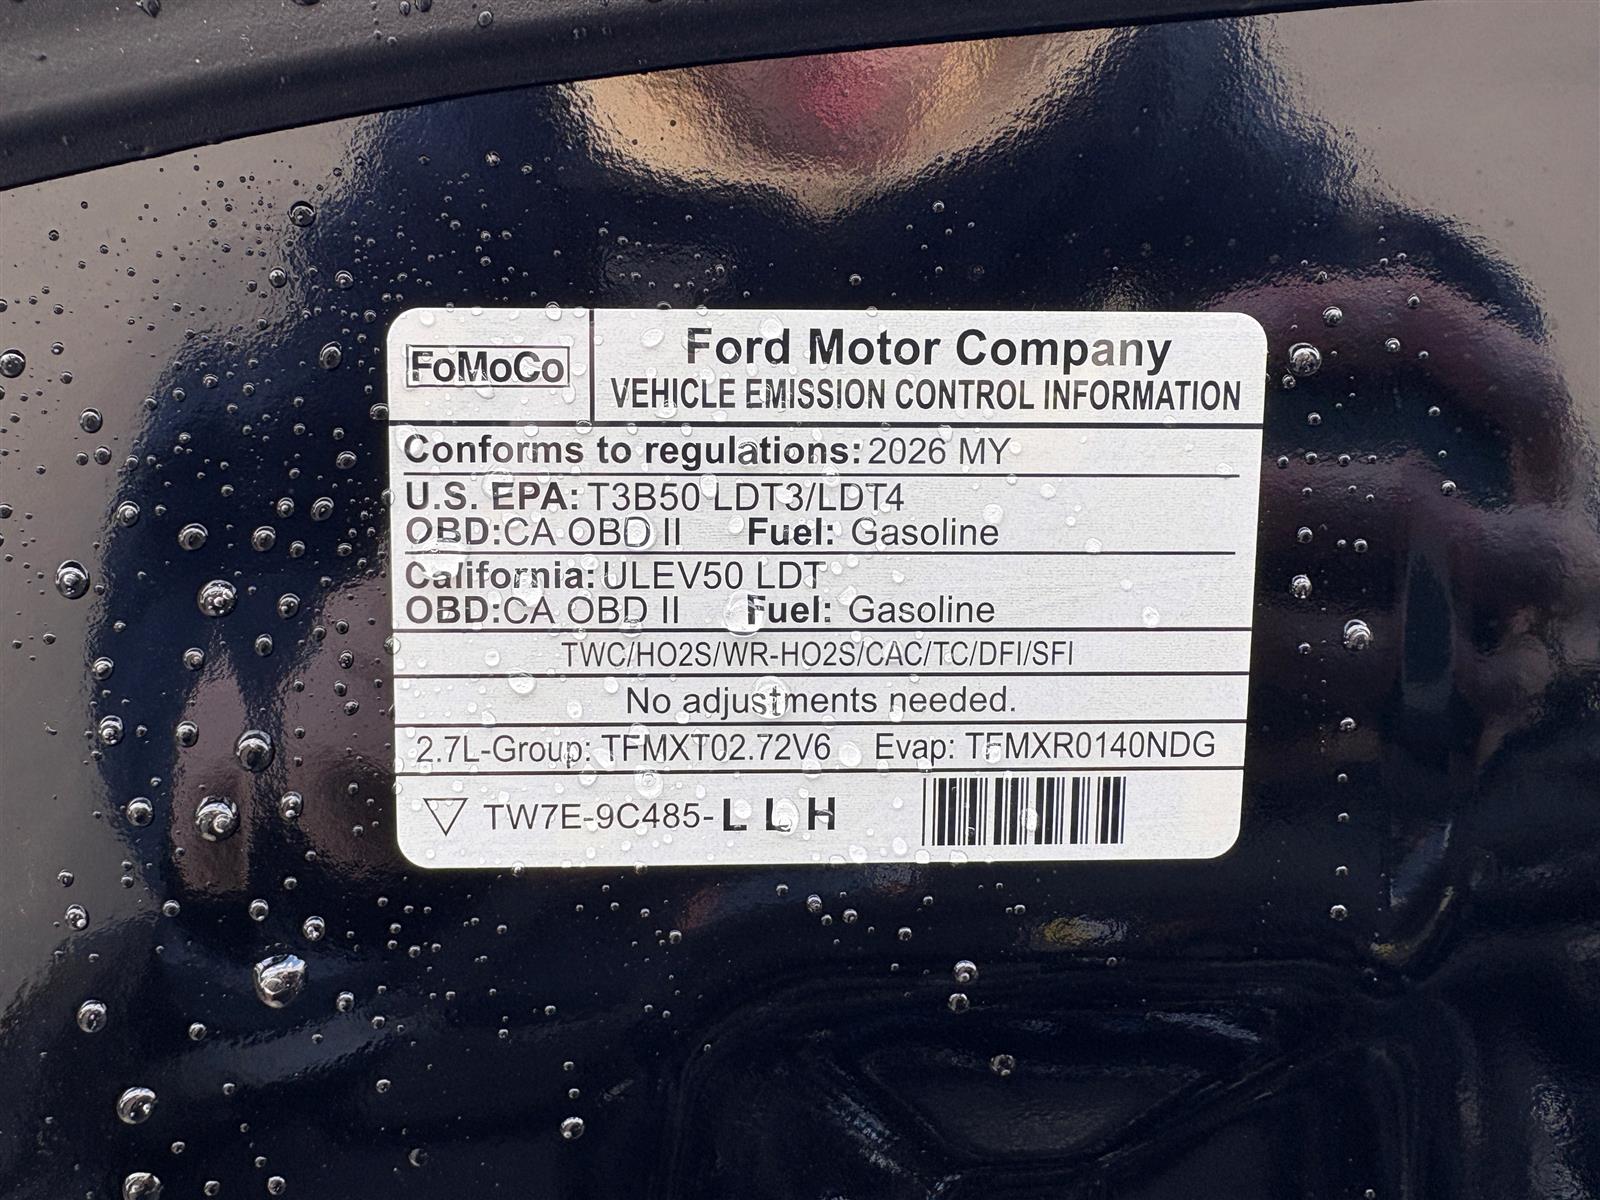 FoMoCo
Ford Motor Company
VEHICLE EMISSION CONTROL INFORMATION
Conforms to regulations: 2026 MY
U.S. EPA: T3B50 LDT3/LDT4
OBD:CA OBD II Fuel: Gasoline
California: ULEV50 LDT
OBD:CA OBD II Fuel: Gasoline
TWC/HO2S/WR-HO2S/CAC/TC/DFI/SFI
No adjustments needed.
2.7L-Group: TFMXT02.72V6 Evap: TFMXR0140NDG
TW7E-9C485-LLH